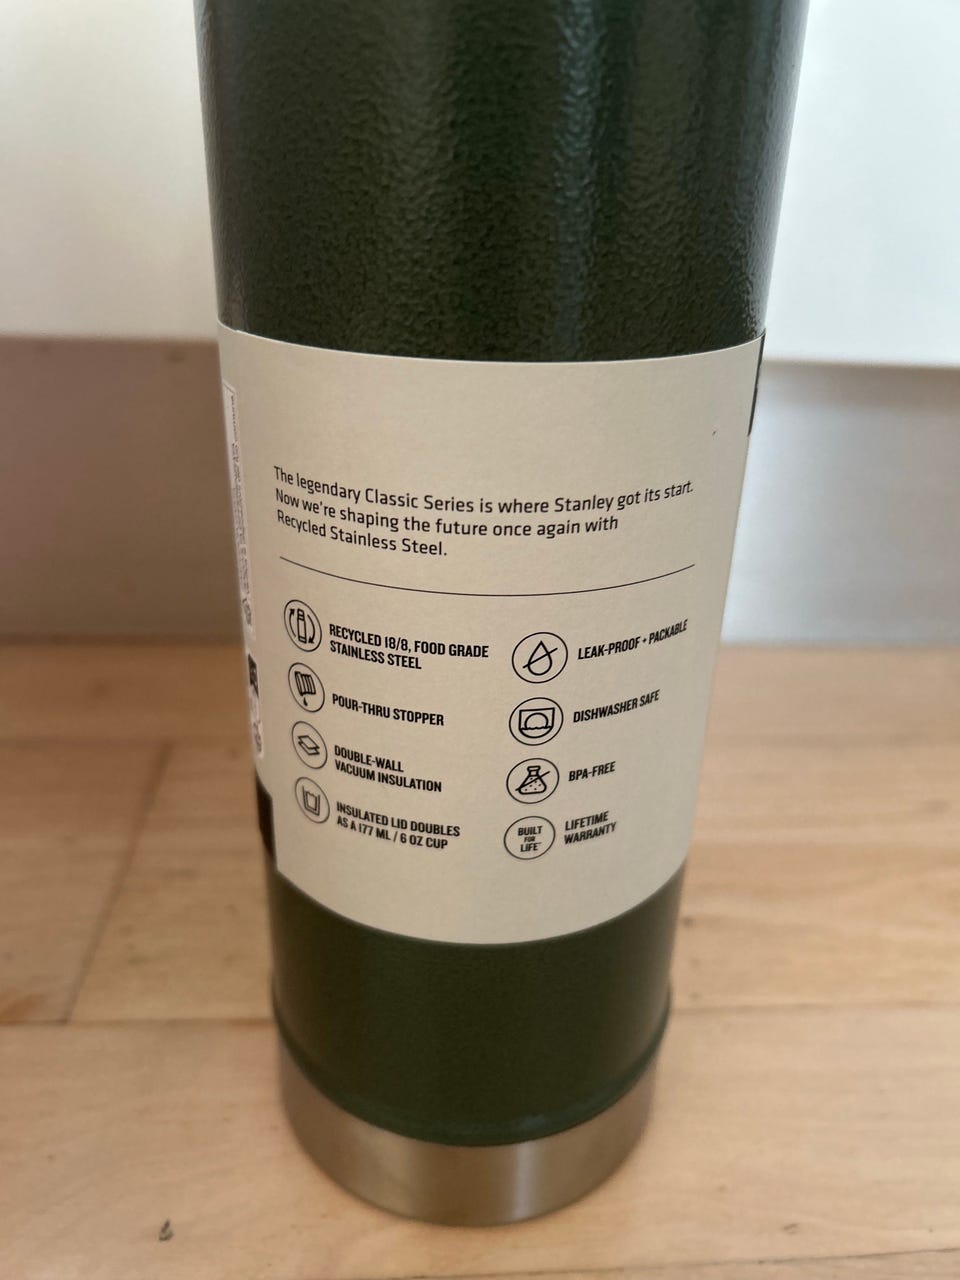 The legendary Classic Series is where Stanley got its start.
Now we're shaping the future once again with
Recycled Stainless Steel.
RECYCLED 18/8, FOOD GRADE
STAINLESS STEEL
POUR-THRU STOPPER
DOUBLE-WALL
VACUUM INSULATION
INSULATED LID DOUBLES
AS A 177 ML / 6 OZ CUP
LEAK-PROOF + PACKABLE
DISHWASHER SAFE
BPA-FREE
BUILT
FOR
LIFE™
LIFETIME
WARRANTY